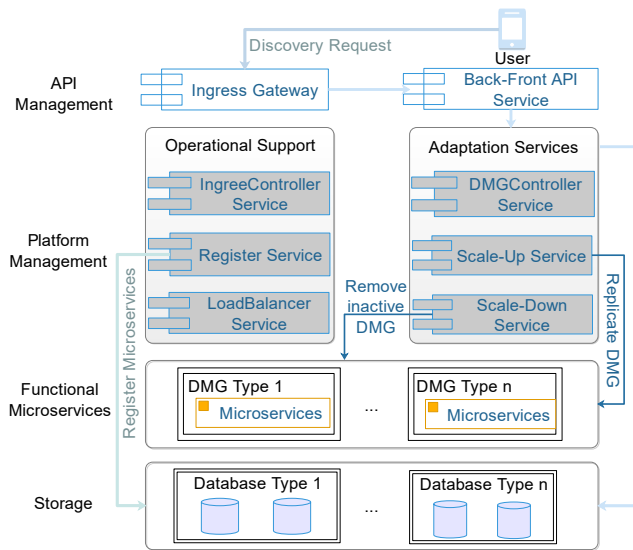 Discovery Request
User
API
Management
Ingress Gateway
Back-Front API
Service
Operational Support
Adaptation Services
IngreeController
Service
DMGController
Service
Platform
Management
Register Service
Scale-Up Service
LoadBalancer
Service
Scale-Down
Service
Remove
inactive
DMG
Replicate DMG
Register Microservices
Functional
Microservices
DMG Type 1
Microservices
...
DMG Type n
Microservices
Storage
Database Type 1
...
Database Type n